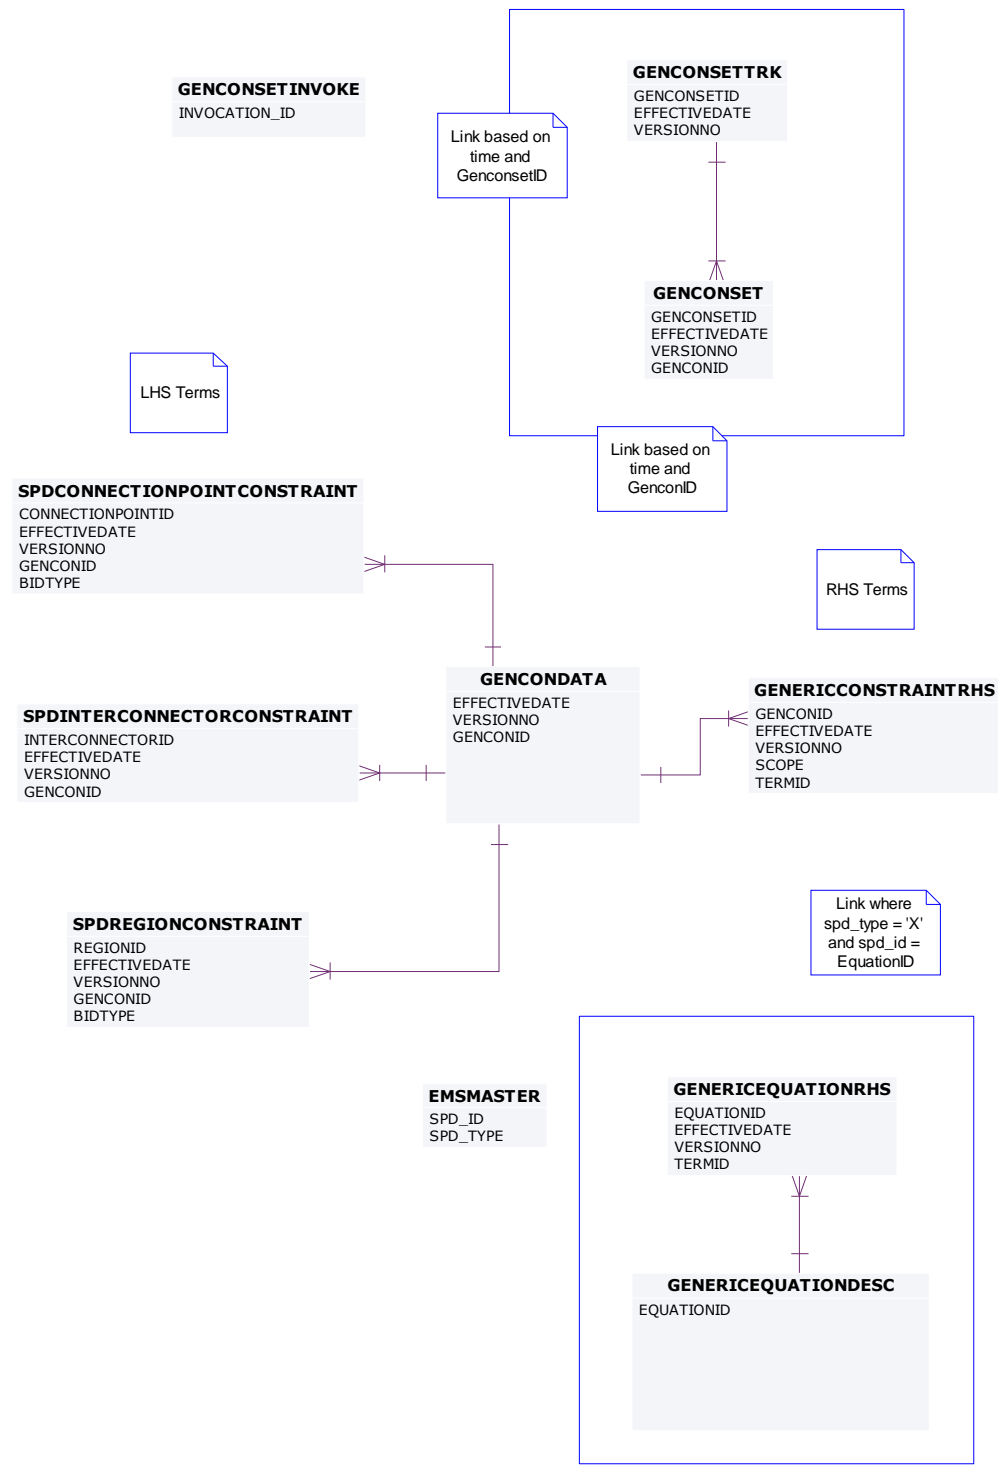 GENCONSETINVOKE
INVOCATION_ID
GENCONSETTRK
GENCONSETID
EFFECTIVEDATE
VERSIONNO
Link based on
time and
GenconsetID
GENCONSET
GENCONSETID
EFFECTIVEDATE
VERSIONNO
GENCONID
LHS Terms
Link based on
time and
GenconID
SPDCONNECTIONPOINTCONSTRAINT
CONNECTIONPOINTID
EFFECTIVEDATE
VERSIONNO
GENCONID
BIDTYPE
RHS Terms
GENCONDATA
EFFECTIVEDATE
VERSIONNO
GENCONID
GENERICCONSTRAINTRHS
GENCONID
EFFECTIVEDATE
VERSIONNO
SCOPE
TERMID
SPDINTERCONNECTORCONSTRAINT
INTERCONNECTORID
EFFECTIVEDATE
VERSIONNO
GENCONID
Link where
spd_type = 'X'
and spd_id =
EquationID
SPDREGIONCONSTRAINT
REGIONID
EFFECTIVEDATE
VERSIONNO
GENCONID
BIDTYPE
EMSMASTER
SPD_ID
SPD_TYPE
GENERICEQUATIONRHS
EQUATIONID
EFFECTIVEDATE
VERSIONNO
TERMID
GENERICEQUATIONDESC
EQUATIONID